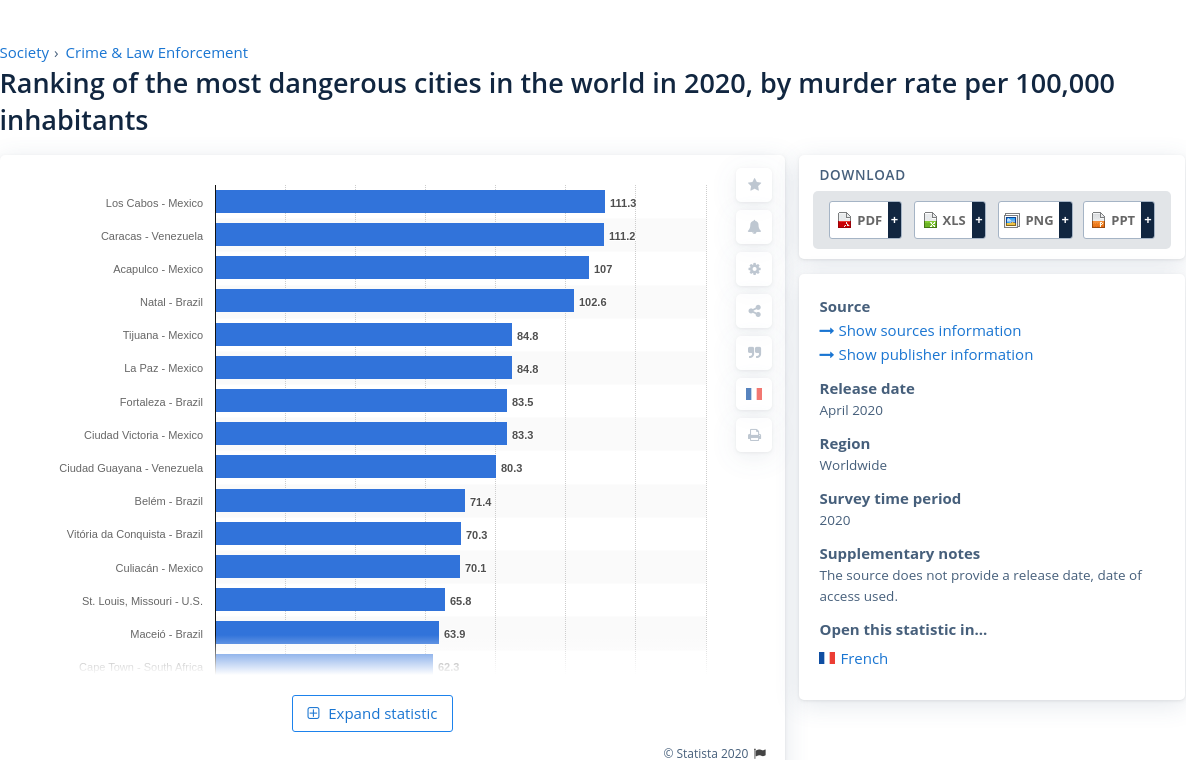 Society › Crime & Law Enforcement
Ranking of the most dangerous cities in the world in 2020, by murder rate per 100,000
inhabitants
Los Cabos - Mexico 111.3
Caracas - Venezuela 111.2
Acapulco - Mexico 107
Natal - Brazil 102.6
Tijuana - Mexico 84.8
La Paz - Mexico 84.8
Fortaleza - Brazil 83.5
Ciudad Victoria - Mexico 83.3
Ciudad Guayana - Venezuela 80.3
Belém - Brazil 71.4
Vitória da Conquista - Brazil 70.3
Culiacán - Mexico 70.1
St. Louis, Missouri - U.S. 65.8
Maceió - Brazil 63.9
Cape Town - South Africa 62.3
Expand statistic
© Statista 2020
DOWNLOAD
PDF + XLS + PNG + PPT +
Source
Show sources information
Show publisher information
Release date
April 2020
Region
Worldwide
Survey time period
2020
Supplementary notes
The source does not provide a release date, date of
access used.
Open this statistic in...
French